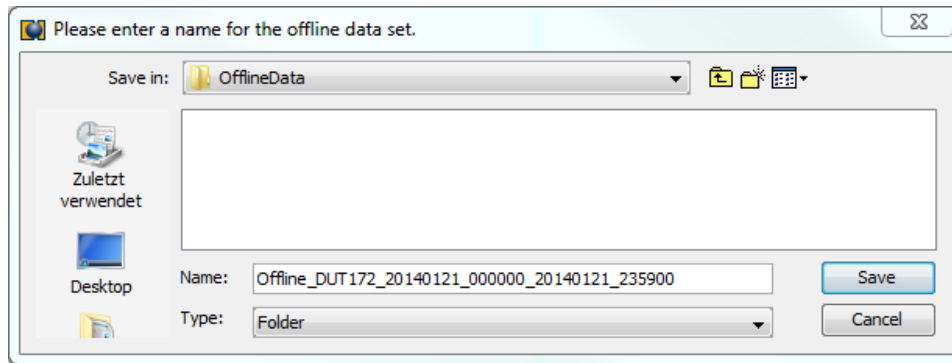 Please enter a name for the offline data set.
Save in:
OfflineData
Zuletzt
verwendet
Desktop
Name:
Offline_DUT172_20140121_000000_20140121_235900
Save
Type:
Folder
Cancel